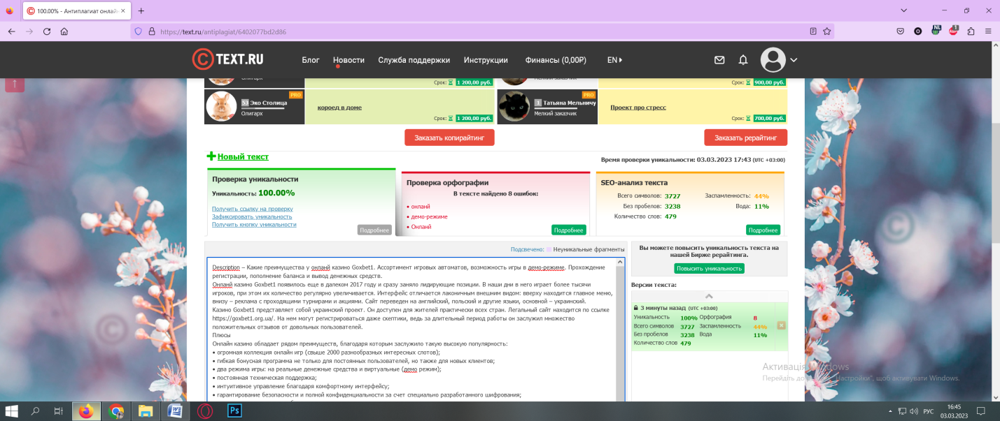 100.00% - Антиплагиат онлай
https://text.ru/antiplagiat/6402077bd2d86
TEXT.RU
Блог
Новости
Служба поддержки
Инструкции
Финансы (0,00Р)
EN
Срок: 1 200,00 руб.
Срок: 900,00 руб.
PRO
53 Эко Столица
Олигарх
короед в доме
Срок: 1 200,00 руб.
PRO
1 Татьяна Мельничу
Мелкий заказчик
Проект про стресс
Срок: 700,00 руб.
Заказать копирайтинг
Заказать рерайтинг
Новый текст
Время проверки уникальности: 03.03.2023 17:43 (UTC +03:00)
Проверка уникальности
Уникальность: 100.00%
Получить ссылку на проверку
Зафиксировать уникальность
Получить кнопку уникальности
Подробнее
Проверка орфографии
В тексте найдено 8 ошибок:
• онланй
• демо-режиме
• Онланй
Подробнее
SEO-анализ текста
Всего символов: 3727
Заспамленность: 44%
Без пробелов: 3238
Вода: 11%
Количество слов: 479
Подробнее
Подсвечено: Неуникальные фрагменты
Description – Какие преимущества у онланй казино Goxbet1. Ассортимент игровых автоматов, возможность игры в демо-режиме. Прохождение
регистрации, пополнение баланса и вывод денежных средств.
Онланй казино Goxbet1 появилось еще в далеком 2017 году и сразу заняло лидирующие позиции. В наши дни в него играет более тысячи
игроков, при этом их количество регулярно увеличивается. Интерфейс отличается лаконичным внешним видом: вверху находится главное меню,
внизу – реклама с проходящими турнирами и акциями. Сайт переведен на английский, польский и другие языки, основной – украинский.
Казино Goxbet1 представляет собой украинский проект. Он доступен для жителей практически всех стран. Легальный сайт находится по ссылке
https://goxbet1.org.ua/. На нем могут регистрироваться даже скептики, ведь за длительный период работы он заслужил множество
положительных отзывов от довольных пользователей.
Плюсы
Онлайн казино обладает рядом преимуществ, благодаря которым заслужило такую высокую популярность:
• огромная коллекция онлайн игр (свыше 2000 разнообразных интересных слотов);
• гибкая бонусная программа не только для постоянных пользователей, но также для новых клиентов;
• два режима игры: на реальные денежные средства и виртуальные (демо режим);
• постоянная техническая поддержка;
• интуитивное управление благодаря комфортному интерфейсу;
• гарантирование безопасности и полной конфиденциальности за счет специально разработанного шифрования;
Вы можете повысить уникальность текста на
нашей Бирже рерайтинга.
Повысить уникальность
Версии текста:
3 минуты назад (UTC +03:00)
Уникальность 100% Орфография 8
Всего символов 3727 Заспамленность 44%
Без пробелов 3238 Вода 11%
Количество слов 479
Активація Windows
NL
W
Ps
РУС
16:45
03.03.2023